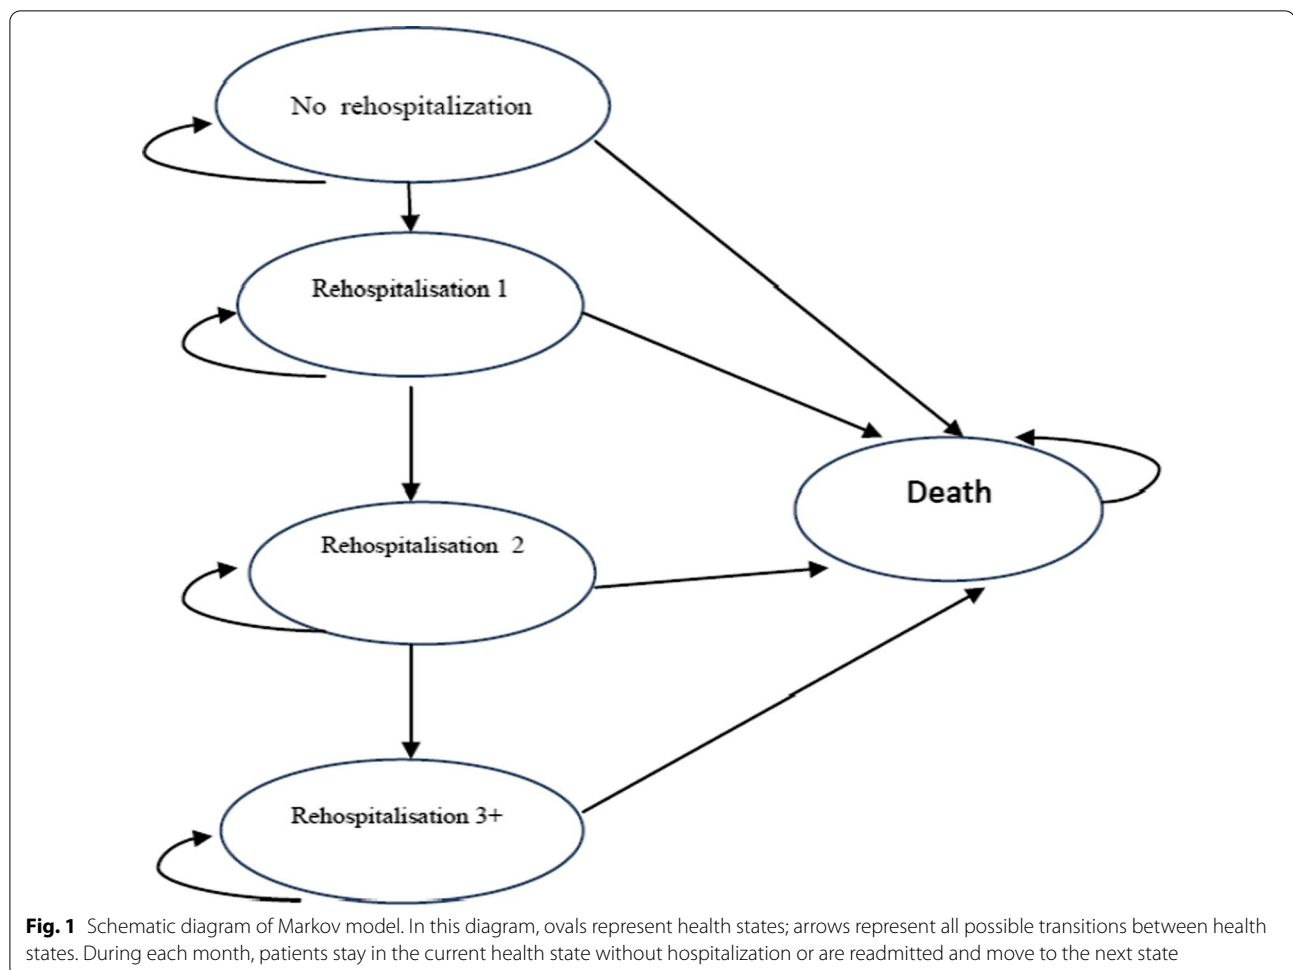 No rehospitalization
Rehospitalisation 1
Death
Rehospitalisation 2
Rehospitalisation 3+
Fig. 1 Schematic diagram of Markov model. In this diagram, ovals represent health states; arrows represent all possible transitions between health
states. During each month, patients stay in the current health state without hospitalization or are readmitted and move to the next state